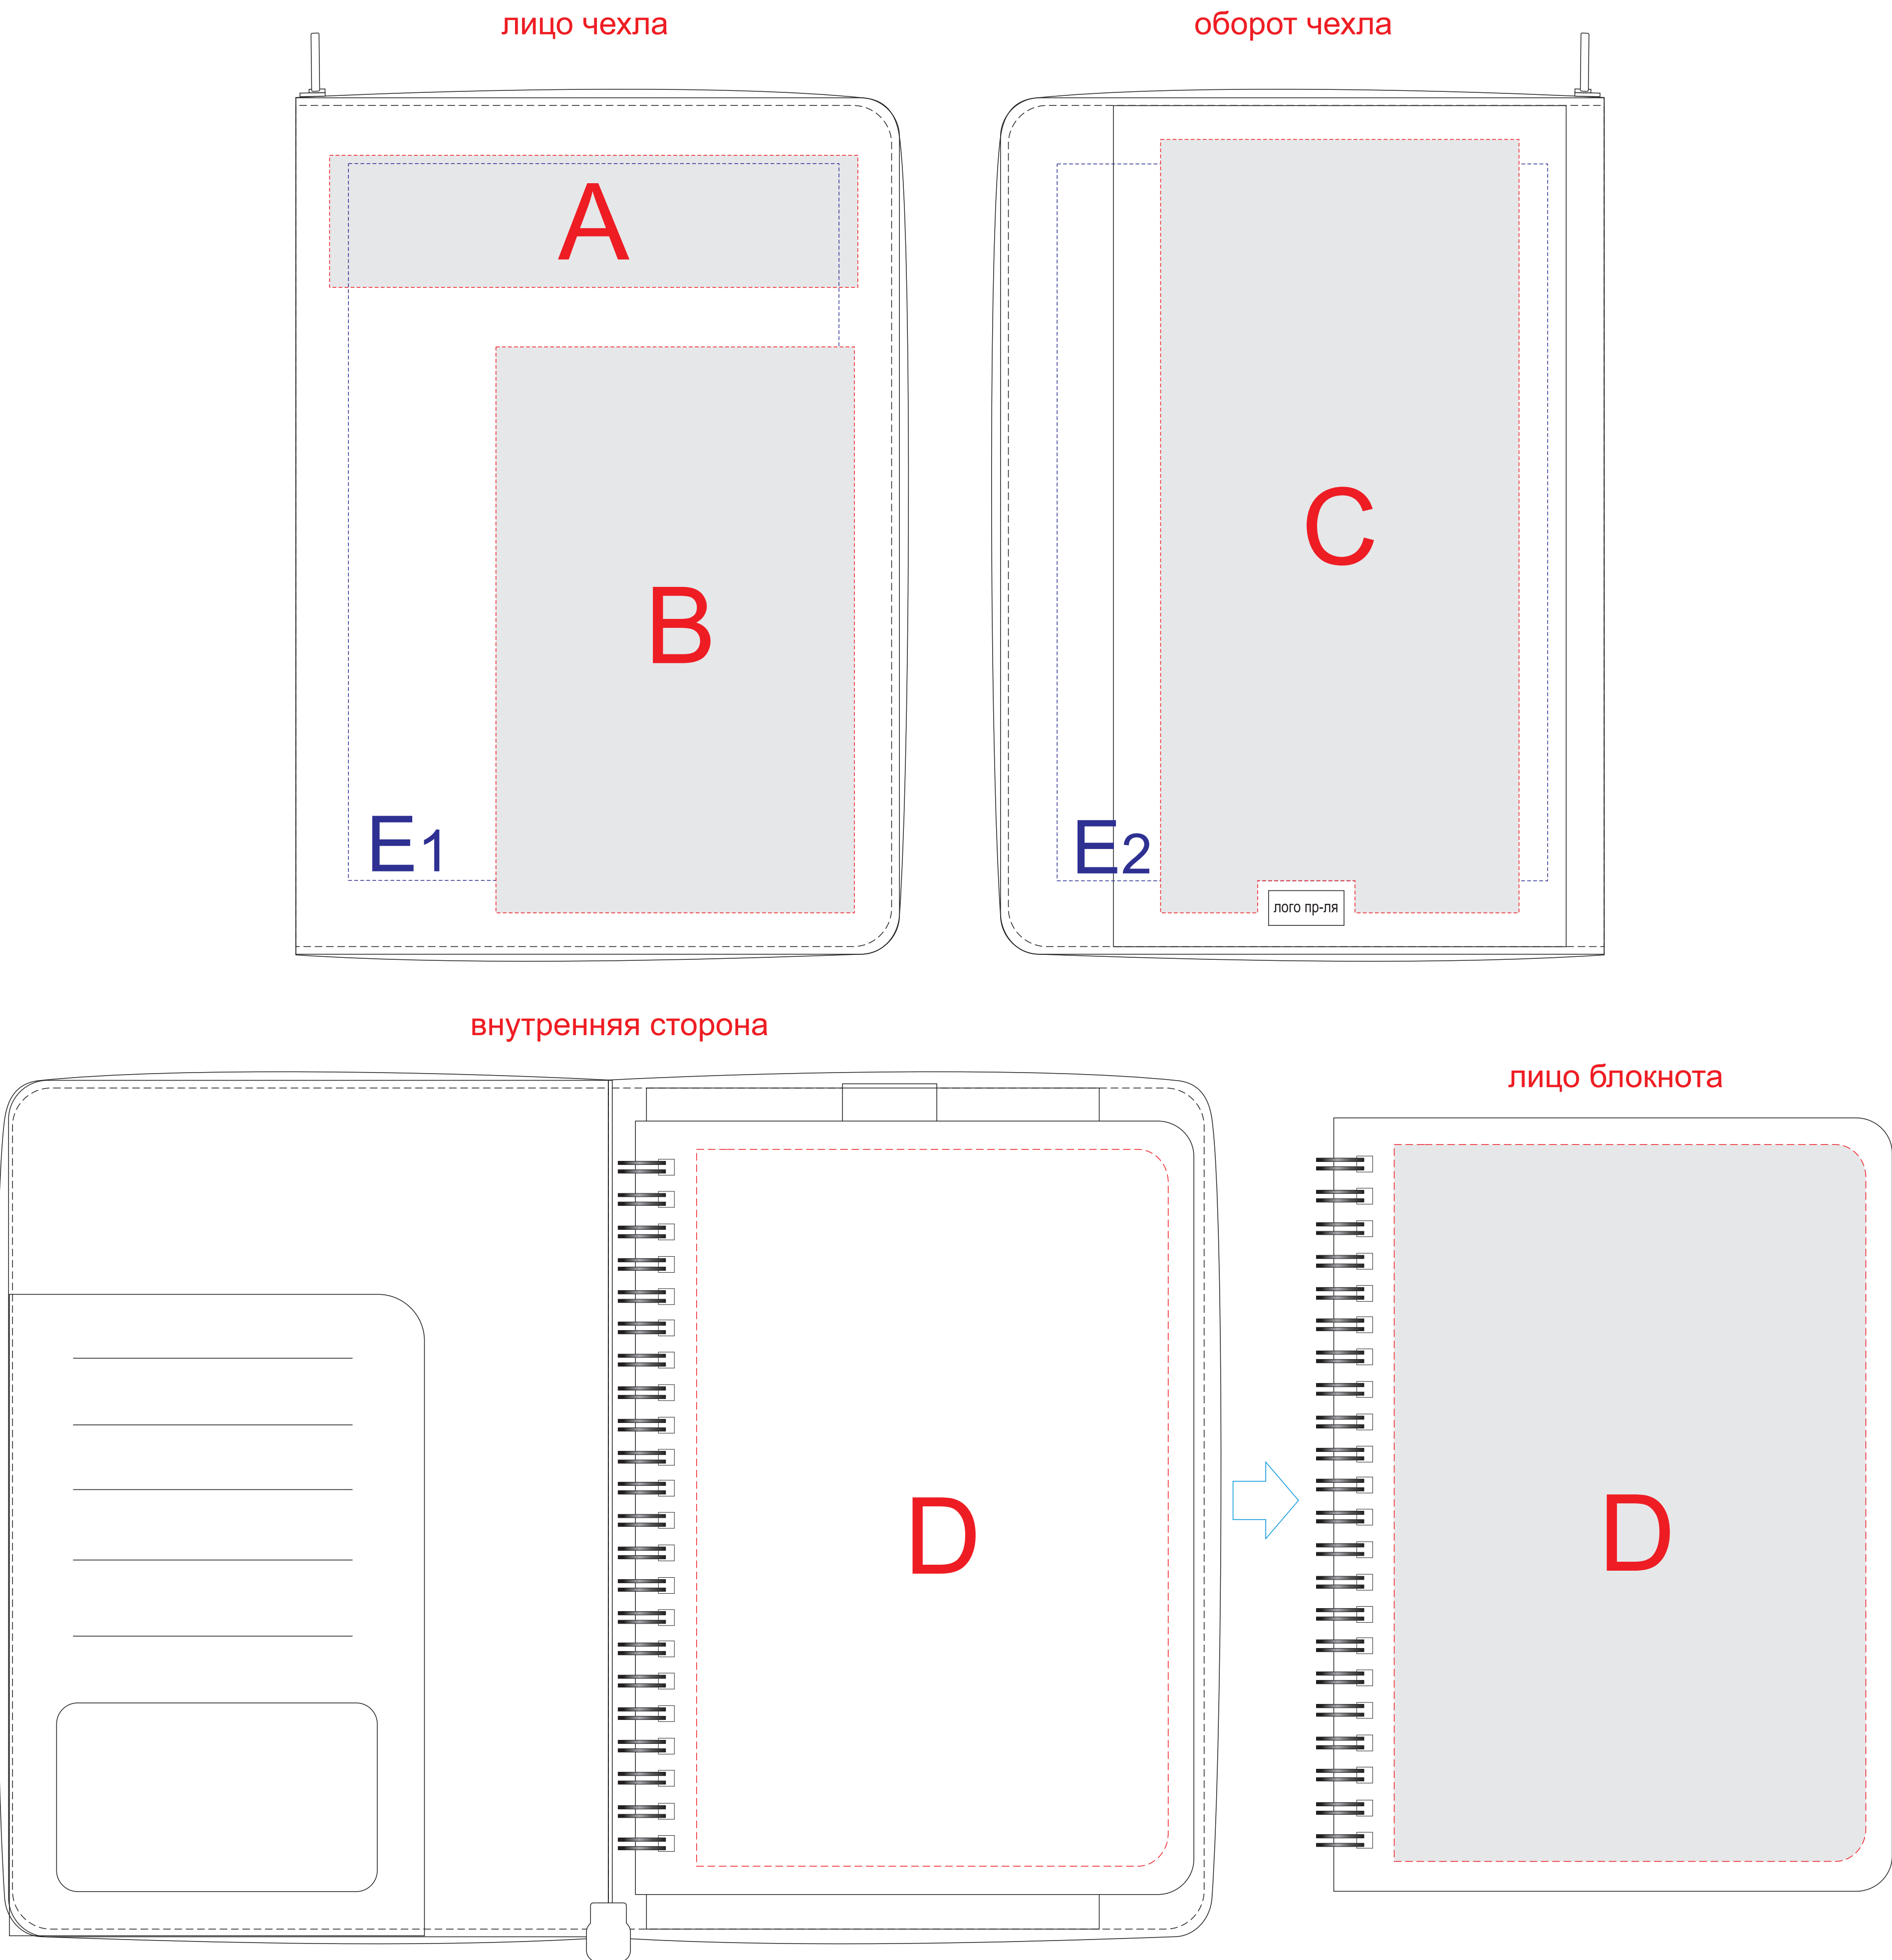 лицо чехла
оборот чехла
A
B
E1
C
E2
лого пр-ля
внутренняя сторона
лицо блокнота
D
D